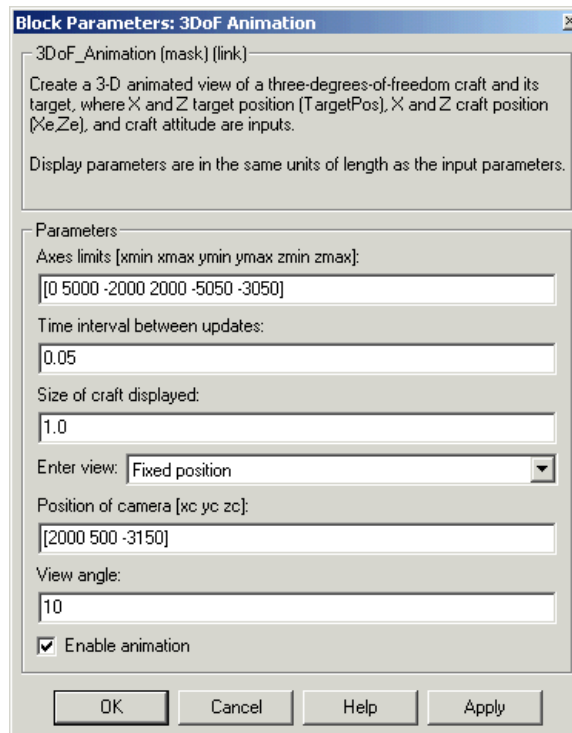 Block Parameters: 3DoF Animation
3DoF_Animation (mask) (link)
Create a 3-D animated view of a three-degrees-of-freedom craft and its
target, where X and Z target position (TargetPos), X and Z craft position
(Xe,Ze), and craft attitude are inputs.
Display parameters are in the same units of length as the input parameters.
Parameters
Axes limits [xmin xmax ymin ymax zmin zmax]:
[0 5000 -2000 2000 -5050 -3050]
Time interval between updates:
0.05
Size of craft displayed:
1.0
Enter view: Fixed position
Position of camera [xc yc zc]:
[2000 500 -3150]
View angle:
10
Enable animation
OK Cancel Help Apply